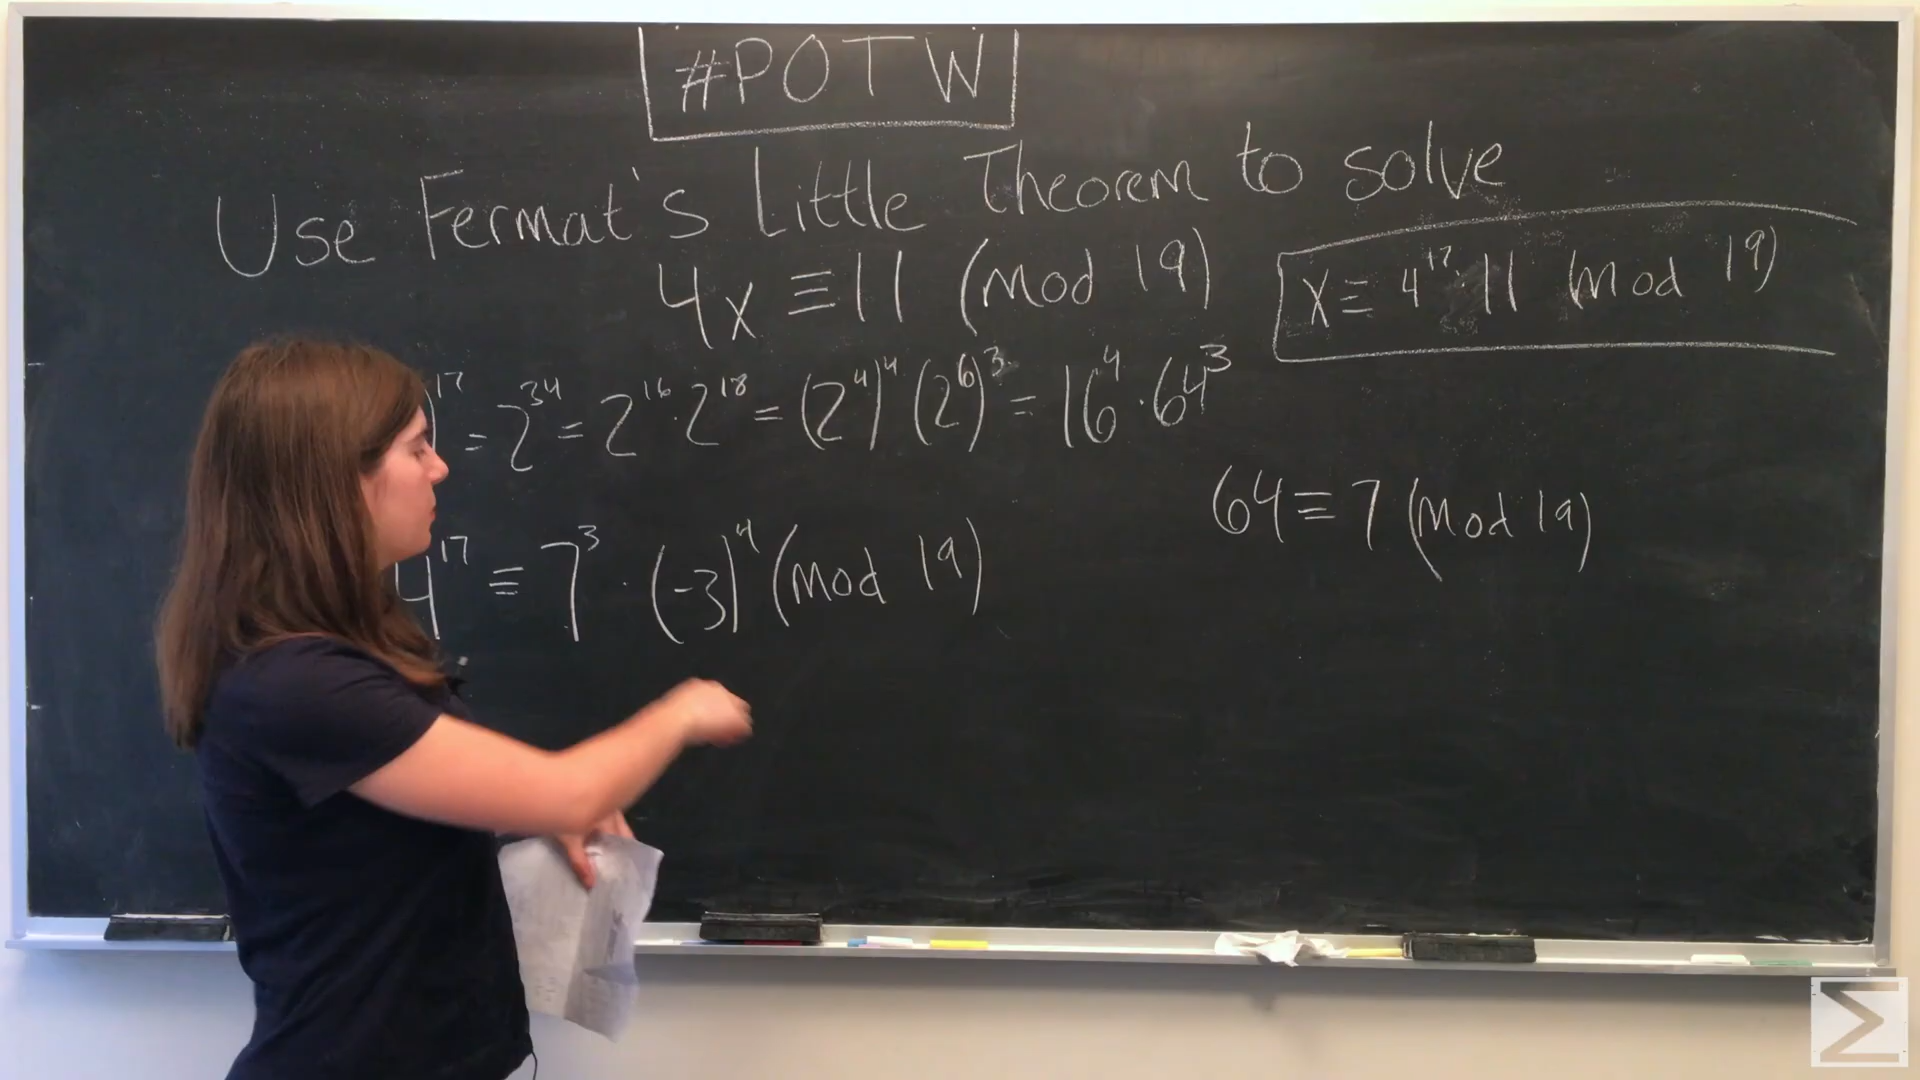 #POTW
Use Fermat's Little Theorem to solve
4x ≡ 11 (mod 19)
x ≡ 4¹⁷·11 mod 19)
)¹⁷ = 2³⁴ = 2¹⁶·2¹⁸ = (2⁴)⁴(2⁶)³ = 16⁴·64³
64 ≡ 7 (mod 19)
4¹⁷ ≡ 7³·(-3)⁴ (mod 19)
Σ